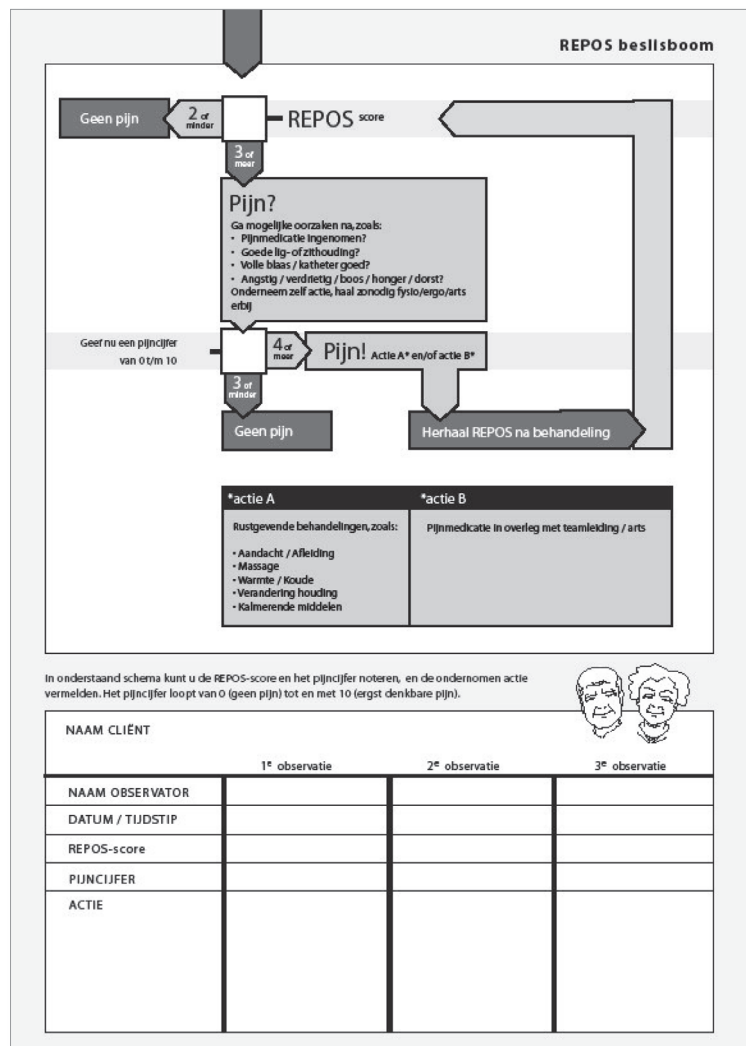 REPOS beslisboom
Geen pijn
2 of
minder
REPOS score
3 of
meer
Pijn?
Ga mogelijke oorzaken na, zoals:
• Pijnmedicatie ingenomen?
• Goede lig- of zithouding?
• Volle blaas / katheter goed?
• Angstig / verdrietig / boos / honger / dorst?
Onderneem zelf actie, haal zonodig fysio/ergo/arts
erbij
Geef nu een pijncijfer
van 0 t/m 10
4 of
meer
Pijn! Actie A* en/of actie B*
3 of
minder
Geen pijn
Herhaal REPOS na behandeling
*actie A
Rustgevende behandelingen, zoals:
• Aandacht / Afleiding
• Massage
• Warmte / Koude
• Verandering houding
• Kalmerende middelen
*actie B
Pijnmedicatie in overleg met teamleiding / arts
In onderstaand schema kunt u de REPOS-score en het pijncijfer noteren, en de ondernomen actie
vermelden. Het pijncijfer loopt van 0 (geen pijn) tot en met 10 (ergst denkbare pijn).
NAAM CLIËNT
1e observatie 2e observatie 3e observatie
NAAM OBSERVATOR
DATUM / TIJDSTIP
REPOS-score
PIJNCIJFER
ACTIE